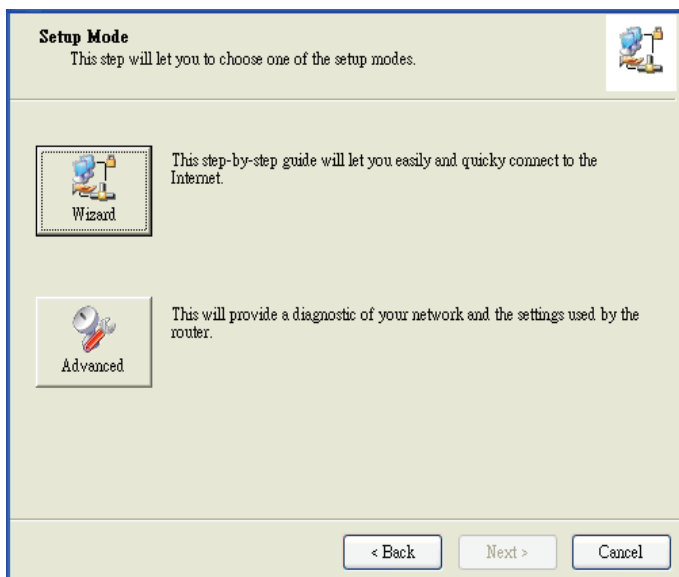 Setup Mode
This step will let you to choose one of the setup modes.
Wizard
This step-by-step guide will let you easily and quicky connect to the
Internet.
Advanced
This will provide a diagnostic of your network and the settings used by the
router.
< Back
Next >
Cancel